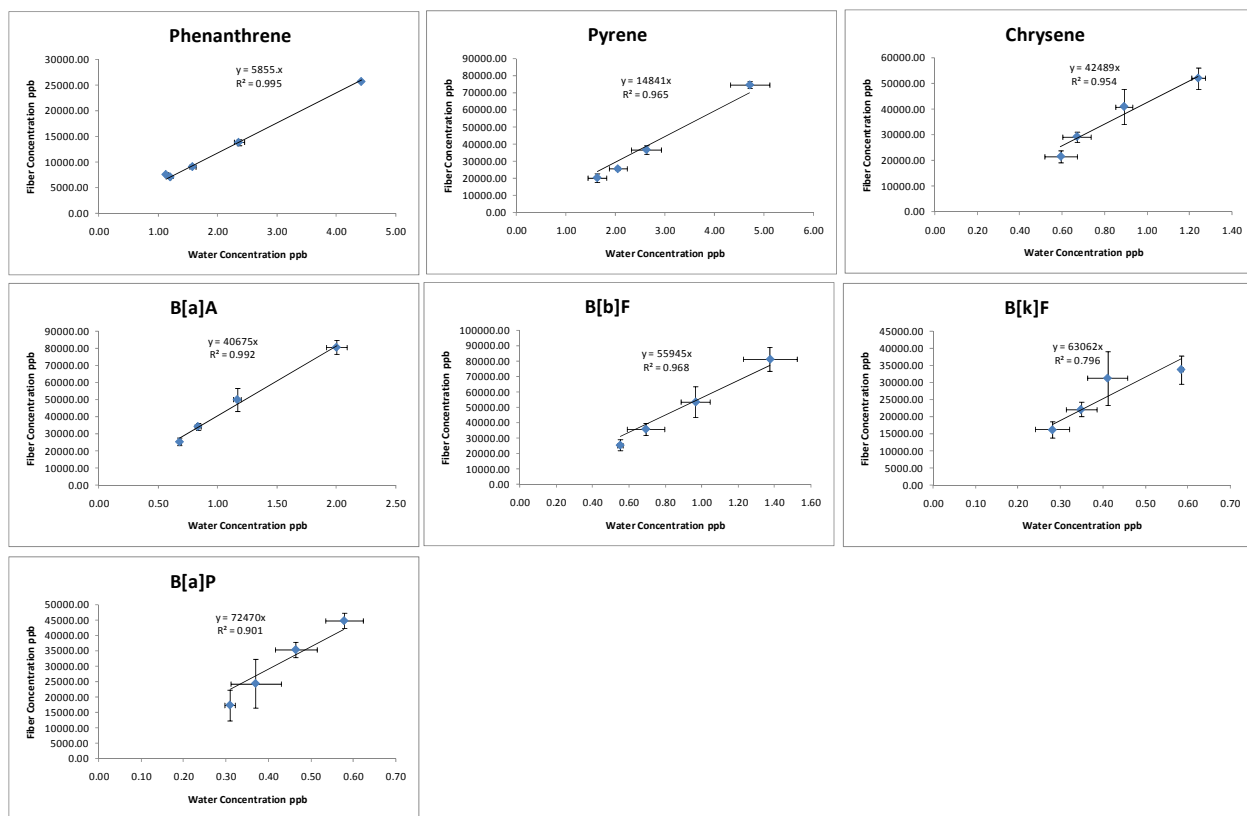 Phenanthrene
y = 5855.x
R² = 0.995
30000.00
25000.00
20000.00
15000.00
10000.00
5000.00
0.00
Fiber Concentration ppb
0.00 1.00 2.00 3.00 4.00 5.00
Water Concentration ppb
Pyrene
y = 14841x
R² = 0.965
90000.00
80000.00
70000.00
60000.00
50000.00
40000.00
30000.00
20000.00
10000.00
0.00
Fiber Concentration ppb
0.00 1.00 2.00 3.00 4.00 5.00 6.00
Water Concentration ppb
Chrysene
y = 42489x
R² = 0.954
60000.00
50000.00
40000.00
30000.00
20000.00
10000.00
0.00
Fiber Concentration ppb
0.00 0.20 0.40 0.60 0.80 1.00 1.20 1.40
Water Concentration ppb
B[a]A
y = 40675x
R² = 0.992
90000.00
80000.00
70000.00
60000.00
50000.00
40000.00
30000.00
20000.00
10000.00
0.00
Fiber Concentration ppb
0.00 0.50 1.00 1.50 2.00 2.50
Water Concentration ppb
B[b]F
y = 55945x
R² = 0.968
100000.00
90000.00
80000.00
70000.00
60000.00
50000.00
40000.00
30000.00
20000.00
10000.00
0.00
Fiber Concentration ppb
0.00 0.20 0.40 0.60 0.80 1.00 1.20 1.40 1.60
Water Concentration ppb
B[k]F
y = 63062x
R² = 0.796
45000.00
40000.00
35000.00
30000.00
25000.00
20000.00
15000.00
10000.00
5000.00
0.00
Fiber Concentration ppb
0.00 0.10 0.20 0.30 0.40 0.50 0.60 0.70
Water Concentration ppb
B[a]P
y = 72470x
R² = 0.901
50000.00
45000.00
40000.00
35000.00
30000.00
25000.00
20000.00
15000.00
10000.00
5000.00
0.00
Fiber Concentration ppb
0.00 0.10 0.20 0.30 0.40 0.50 0.60 0.70
Water Concentration ppb